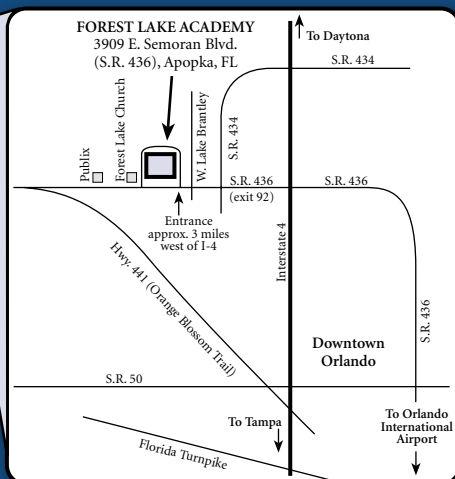 FOREST LAKE ACADEMY
3909 E. Semoran Blvd.
(S.R. 436), Apopka, FL
To Daytona
S.R. 434
Publix
Forest Lake Church
W. Lake Brantley
S.R. 434
S.R. 436
(exit 92)
S.R. 436
Entrance
approx. 3 miles
west of I-4
Interstate 4
Hwy. 441 (Orange Blossom Trail)
S.R. 436
Downtown
Orlando
S.R. 50
To Tampa
To Orlando
International
Airport
Florida Turnpike